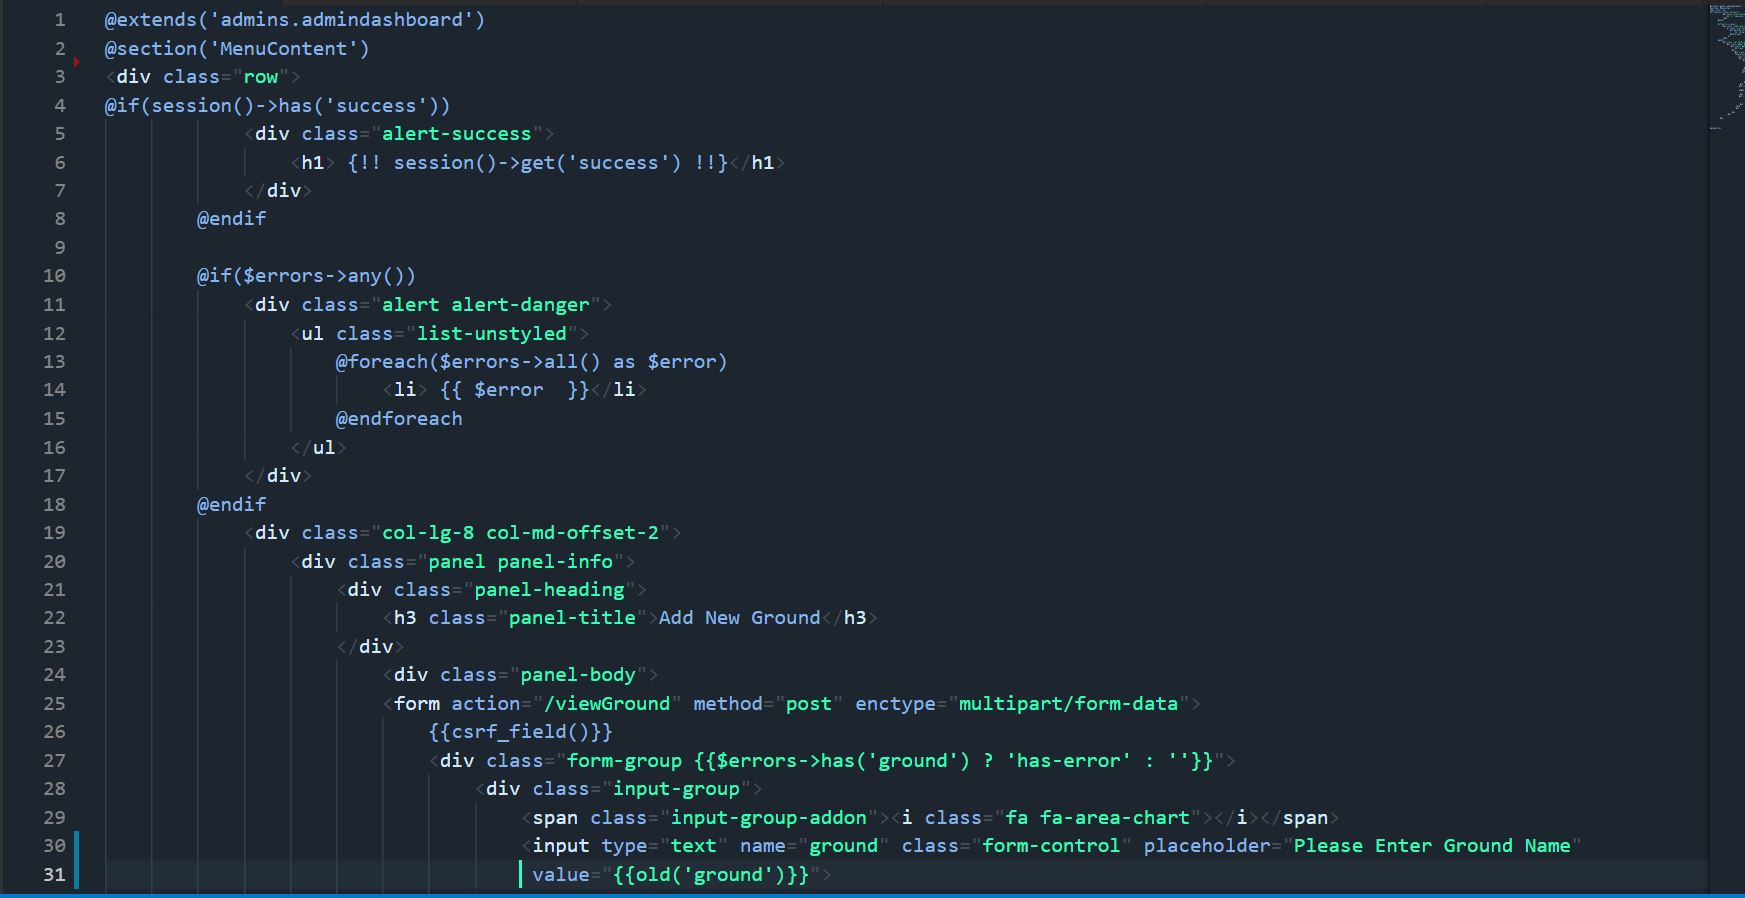 1 @extends('admins.admindashboard')
2 @section('MenuContent')
3 <div class="row">
4 @if(session()->has('success'))
5 <div class="alert-success">
6 <h1> {!! session()->get('success') !!}</h1>
7 </div>
8 @endif
9
10 @if($errors->any())
11 <div class="alert alert-danger">
12 <ul class="list-unstyled">
13 @foreach($errors->all() as $error)
14 <li> {{ $error  }}</li>
15 @endforeach
16 </ul>
17 </div>
18 @endif
19 <div class="col-lg-8 col-md-offset-2">
20 <div class="panel panel-info">
21 <div class="panel-heading">
22 <h3 class="panel-title">Add New Ground</h3>
23 </div>
24 <div class="panel-body">
25 <form action="/viewGround" method="post" enctype="multipart/form-data">
26 {{csrf_field()}}
27 <div class="form-group {{$errors->has('ground') ? 'has-error' : ''}}">
28 <div class="input-group">
29 <span class="input-group-addon"><i class="fa fa-area-chart"></i></span>
30 <input type="text" name="ground" class="form-control" placeholder="Please Enter Ground Name"
31 value="{{old('ground')}}">